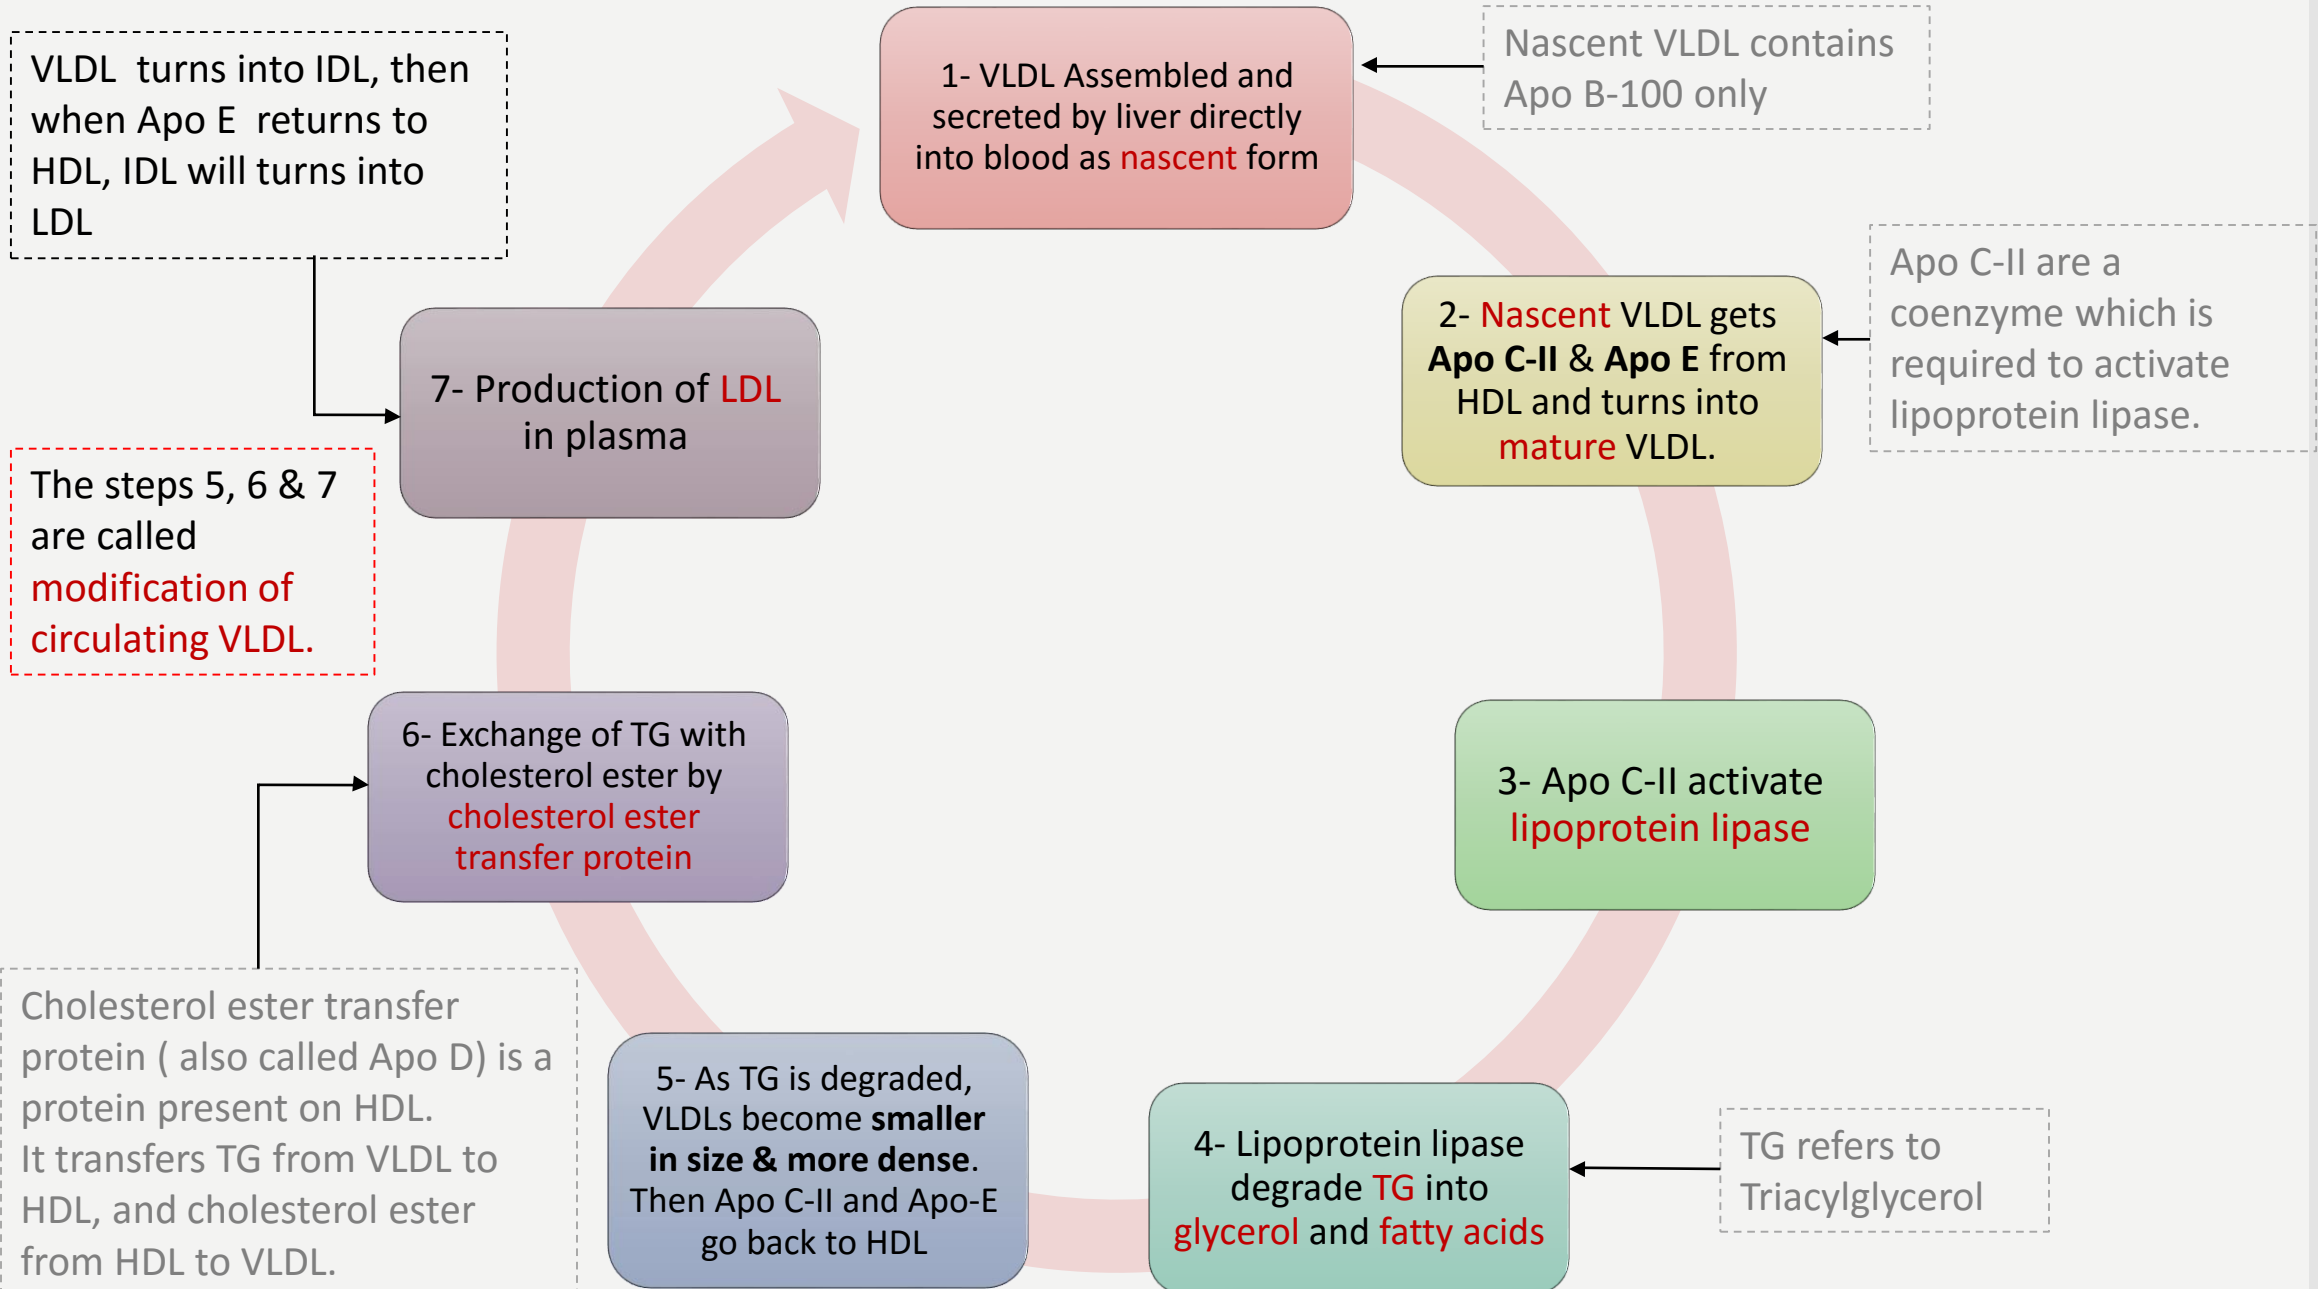 1- VLDL Assembled and
secreted by liver directly
into blood as nascent form
Nascent VLDL contains
Apo B-100 only
2- Nascent VLDL gets
Apo C-II & Apo E from
HDL and turns into
mature VLDL.
Apo C-II are a
coenzyme which is
required to activate
lipoprotein lipase.
3- Apo C-II activate
lipoprotein lipase
4- Lipoprotein lipase
degrade TG into
glycerol and fatty acids
TG refers to
Triacylglycerol
5- As TG is degraded,
VLDLs become smaller
in size & more dense.
Then Apo C-II and Apo-E
go back to HDL
6- Exchange of TG with
cholesterol ester by
cholesterol ester
transfer protein
Cholesterol ester transfer
protein ( also called Apo D) is a
protein present on HDL.
It transfers TG from VLDL to
HDL, and cholesterol ester
from HDL to VLDL.
7- Production of LDL
in plasma
VLDL  turns into IDL, then
when Apo E  returns to
HDL, IDL will turns into
LDL
The steps 5, 6 & 7
are called
modification of
circulating VLDL.